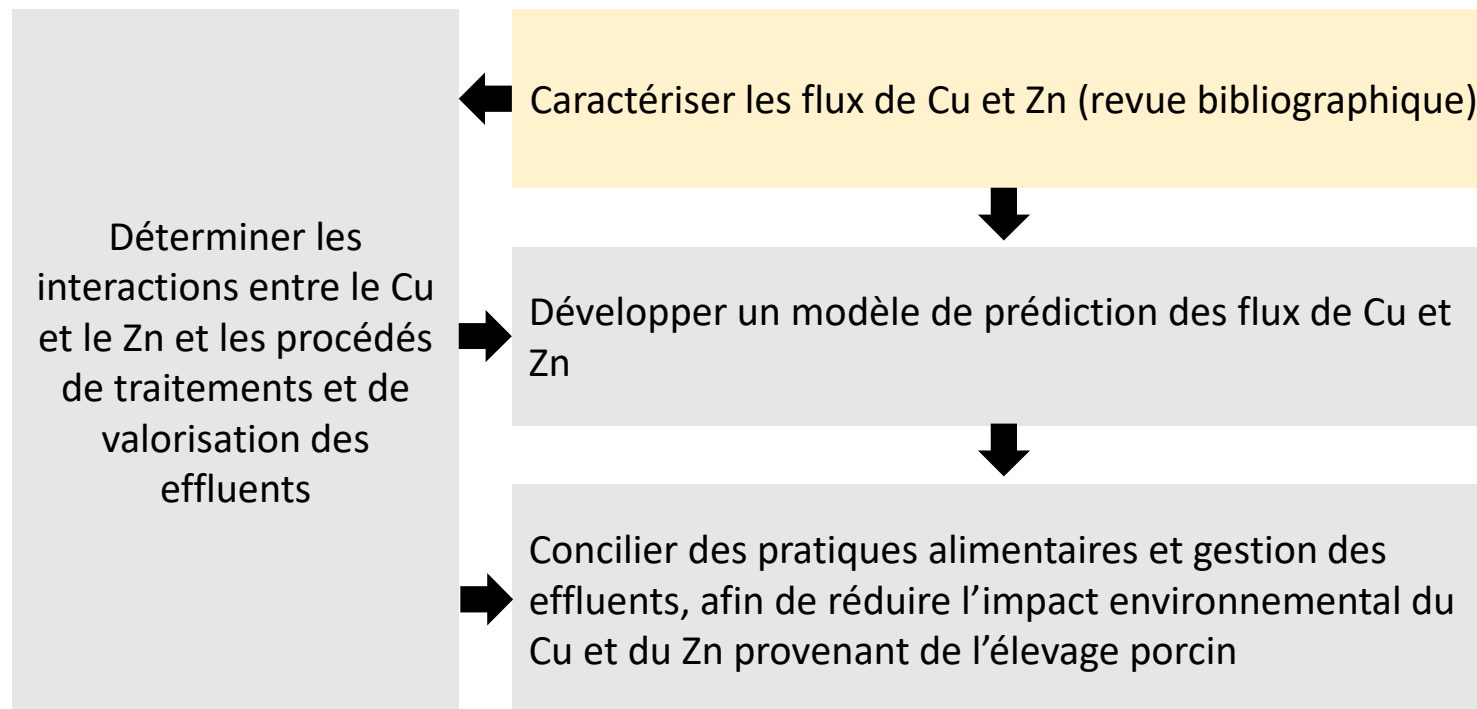 Caractériser les flux de Cu et Zn (revue bibliographique)
Déterminer les
interactions entre le Cu
et le Zn et les procédés
de traitements et de
valorisation des
effluents
Développer un modèle de prédiction des flux de Cu et
Zn
Concilier des pratiques alimentaires et gestion des
effluents, afin de réduire l’impact environnemental du
Cu et du Zn provenant de l’élevage porcin